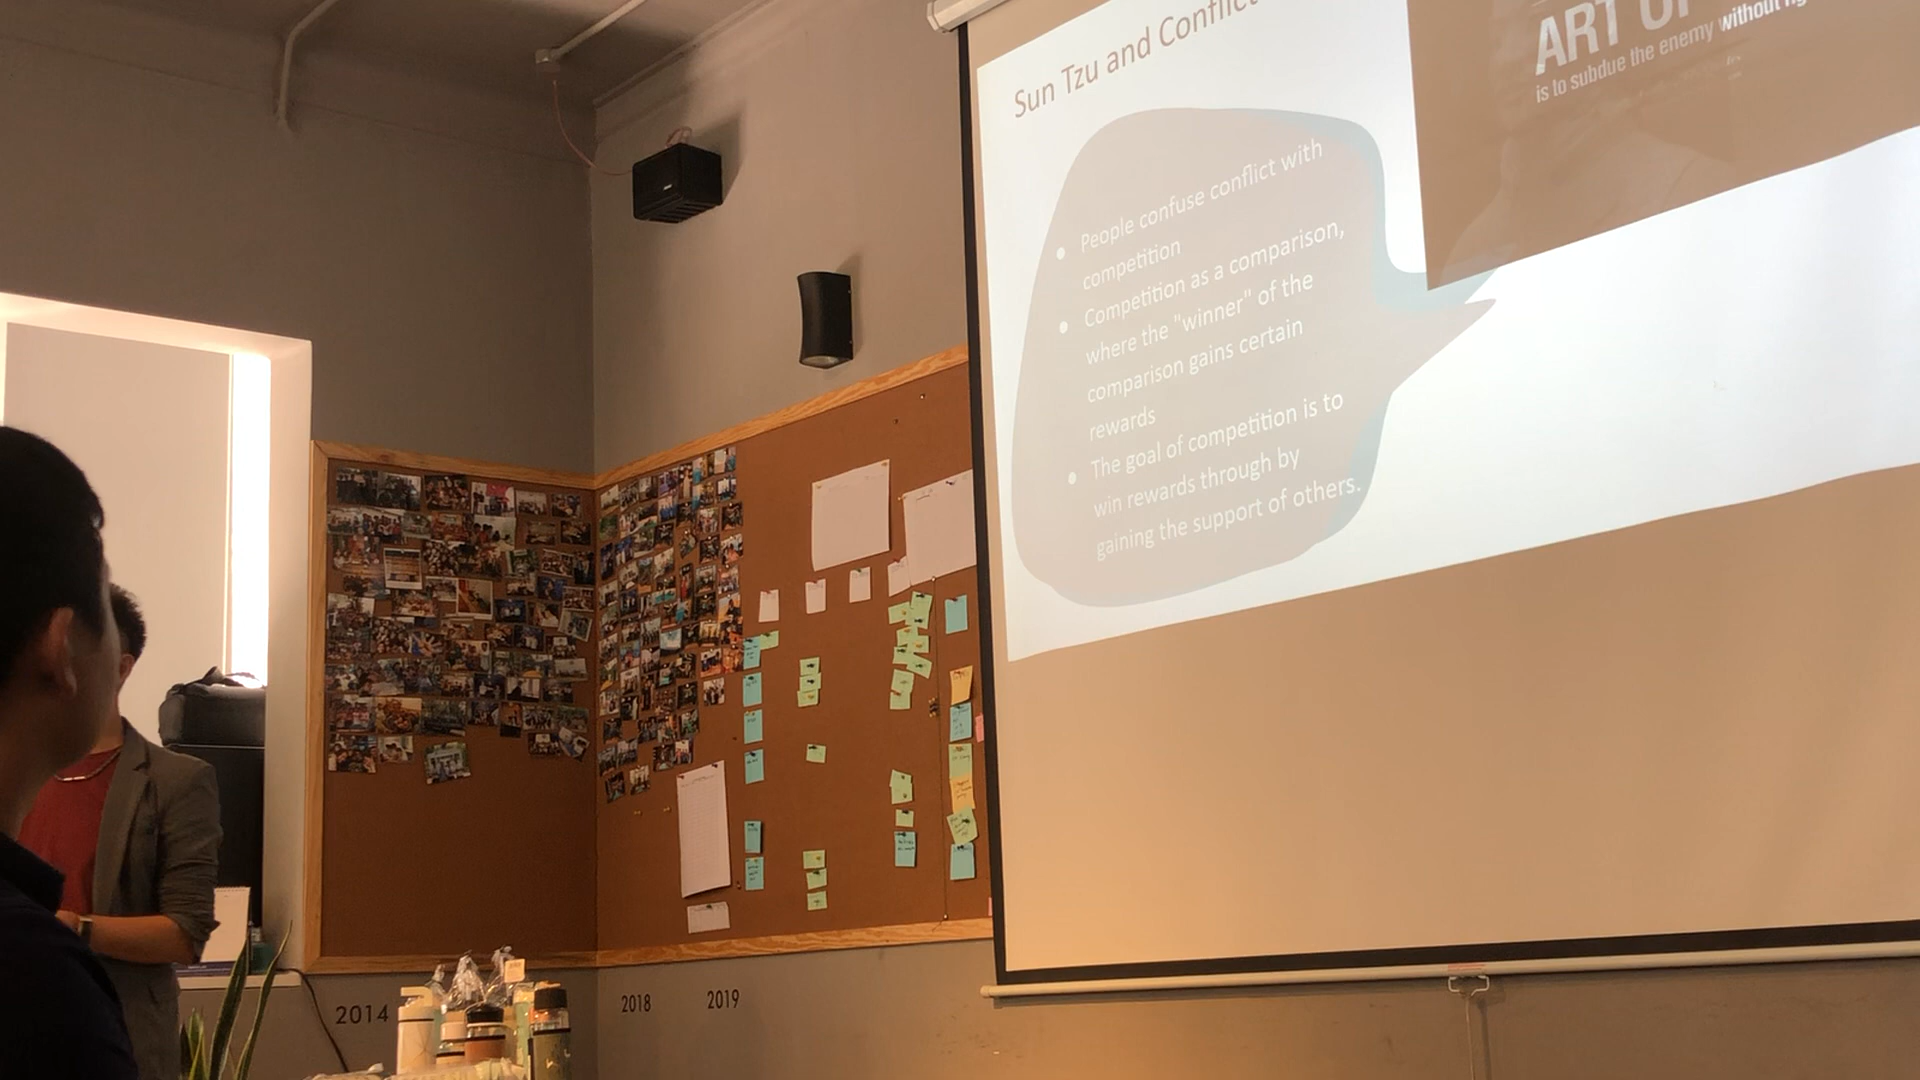 Sun Tzu and Conflict
ART OF
is to subdue the enemy without
• People confuse conflict with
competition
• Competition as a comparison,
where the "winner" of the
comparison gains certain
rewards
• The goal of competition is to
win rewards through by
gaining the support of others.
2014
2018
2019